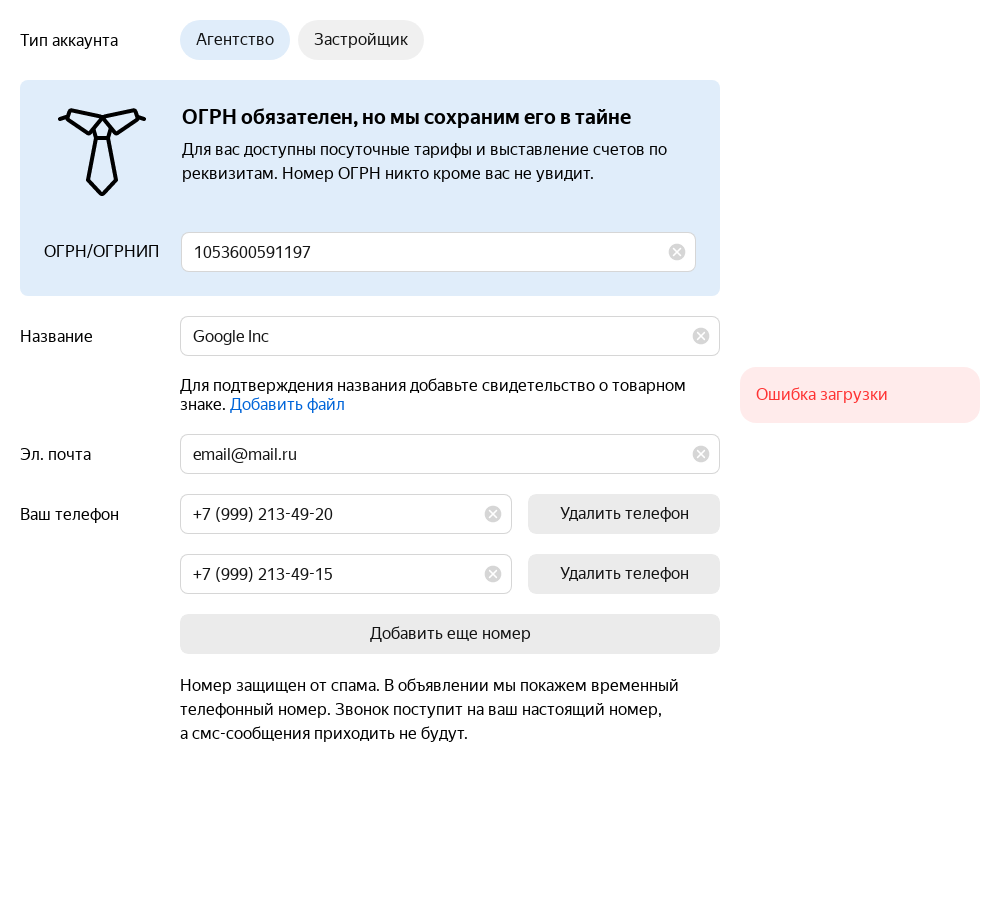 Тип аккаунта
Агентство
Застройщик
ОГРН обязателен, но мы сохраним его в тайне
Для вас доступны посуточные тарифы и выставление счетов по
реквизитам. Номер ОГРН никто кроме вас не увидит.
ОГРН/ОГРНИП
1053600591197
Название
Google Inc
Для подтверждения названия добавьте свидетельство о товарном
знаке. Добавить файл
Ошибка загрузки
Эл. почта
email@mail.ru
Ваш телефон
+7 (999) 213-49-20
Удалить телефон
+7 (999) 213-49-15
Удалить телефон
Добавить еще номер
Номер защищен от спама. В объявлении мы покажем временный
телефонный номер. Звонок поступит на ваш настоящий номер,
а смс-сообщения приходить не будут.